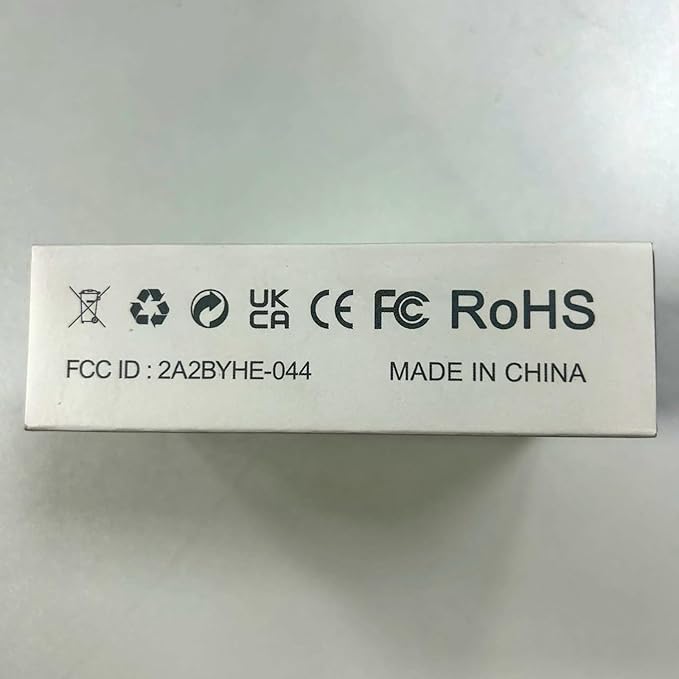 UK CA CE FC RoHS
FCC ID : 2A2BYHE-044 MADE IN CHINA